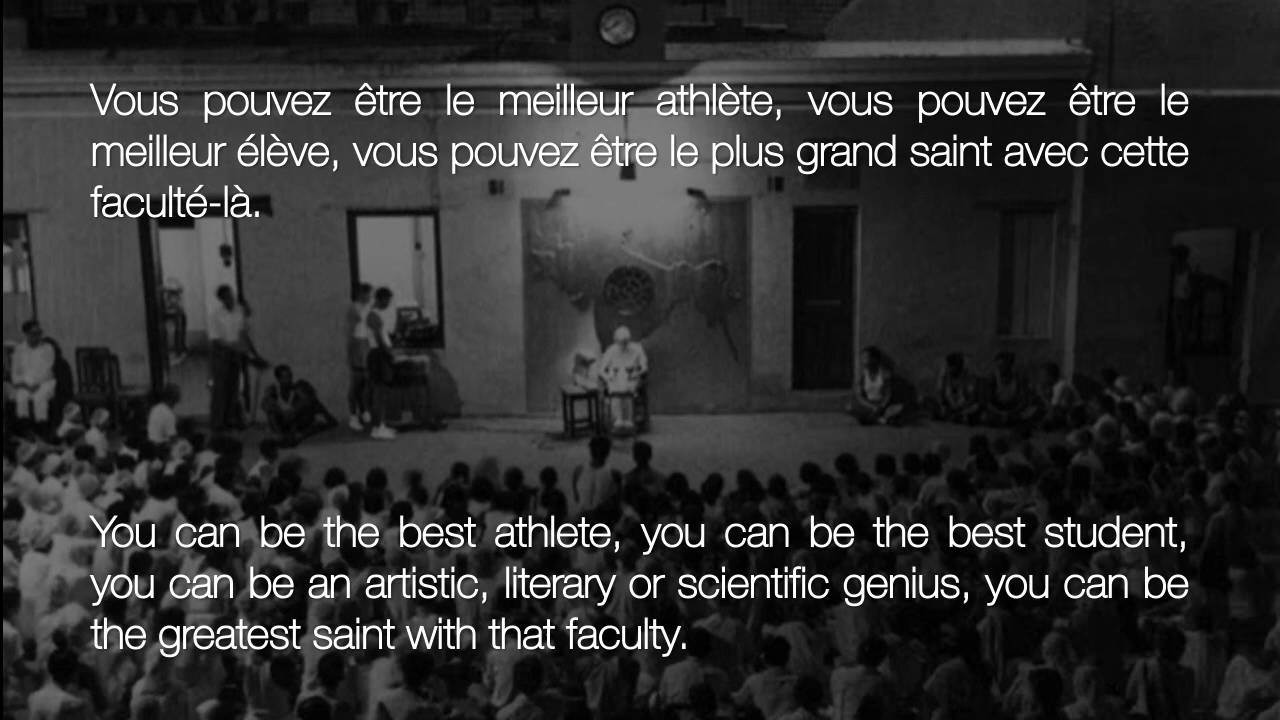 Vous pouvez être le meilleur athlète, vous pouvez être le
meilleur élève, vous pouvez être le plus grand saint avec cette
faculté-là.
You can be the best athlete, you can be the best student,
you can be an artistic, literary or scientific genius, you can be
the greatest saint with that faculty.